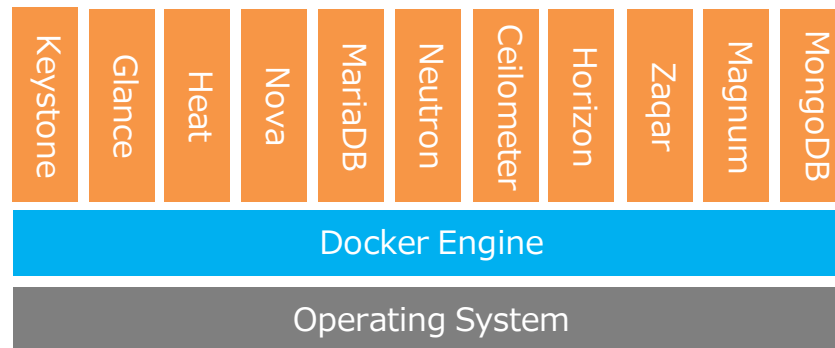 Keystone
Glance
Heat
Nova
MariaDB
Neutron
Ceilometer
Horizon
Zaqar
Magnum
MongoDB
Docker Engine
Operating System